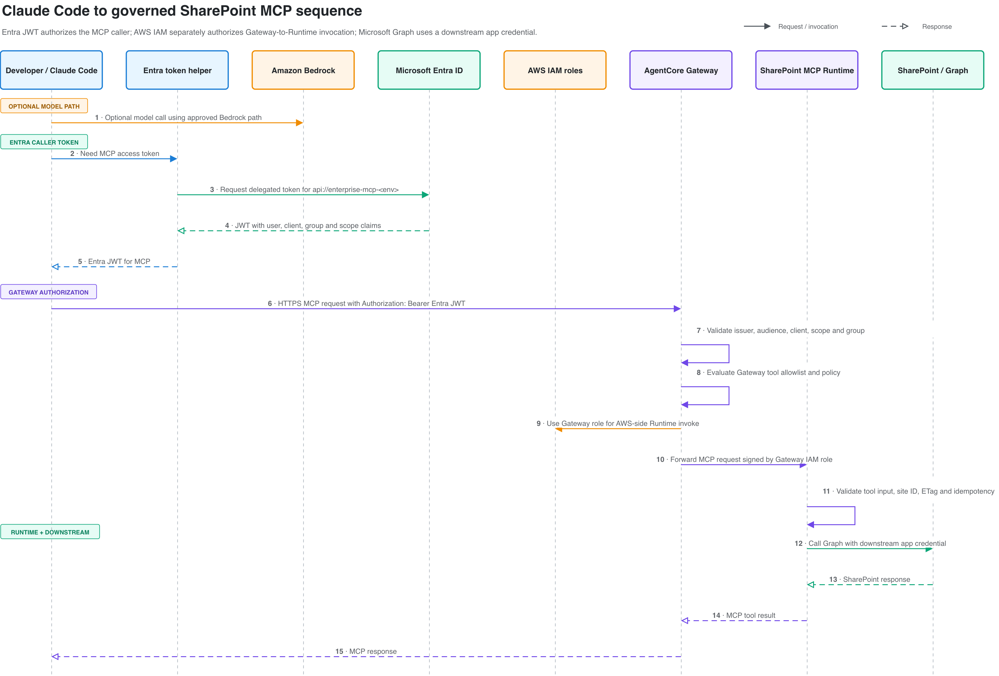 Claude Code to governed SharePoint MCP sequence
Entra JWT authorizes the MCP caller; AWS IAM separately authorizes Gateway-to-Runtime invocation; Microsoft Graph uses a downstream app credential.
Request / invocation
Response
Developer / Claude Code
Entra token helper
Amazon Bedrock
Microsoft Entra ID
AWS IAM roles
AgentCore Gateway
SharePoint MCP Runtime
SharePoint / Graph
OPTIONAL MODEL PATH
1 · Optional model call using approved Bedrock path
ENTRA CALLER TOKEN
2 · Need MCP access token
3 · Request delegated token for api://enterprise-mcp-<env>
4 · JWT with user, client, group and scope claims
5 · Entra JWT for MCP
GATEWAY AUTHORIZATION
6 · HTTPS MCP request with Authorization: Bearer Entra JWT
7 · Validate issuer, audience, client, scope and group
8 · Evaluate Gateway tool allowlist and policy
9 · Use Gateway role for AWS-side Runtime invoke
10 · Forward MCP request signed by Gateway IAM role
11 · Validate tool input, site ID, ETag and idempotency
RUNTIME + DOWNSTREAM
12 · Call Graph with downstream app credential
13 · SharePoint response
14 · MCP tool result
15 · MCP response